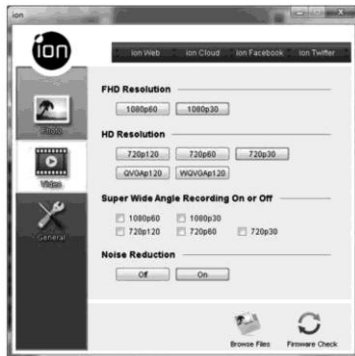 ion
ion
ion Web ion Cloud ion Facebook ion Twitter
FHD Resolution
1080p60 1080p30
Photo
HD Resolution
720p120 720p60 720p30
QVGAp120 WQVGAp120
Video
Super Wide Angle Recording On or Off
1080p60 1080p30
720p120 720p60 720p30
General
Noise Reduction
Off On
Browse Files Firmware Check